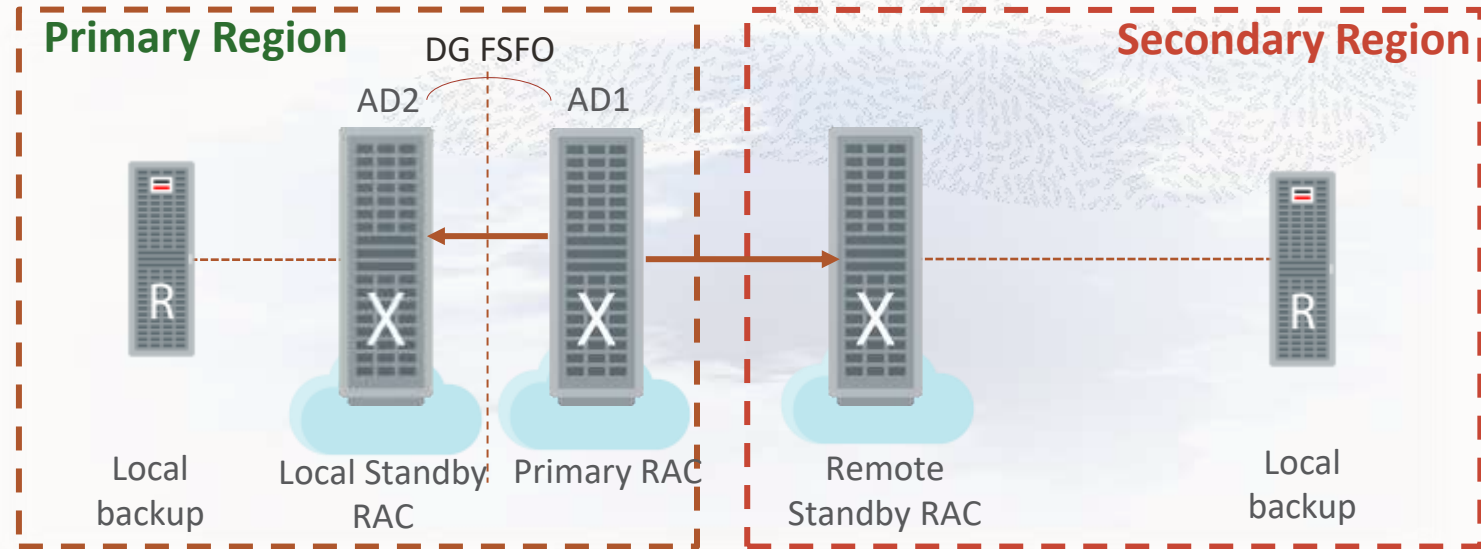 Primary Region
Secondary Region
DG FSFO
AD2
AD1
R
X
X
X
R
Local
backup
Local Standby
RAC
Primary RAC
Remote
Standby RAC
Local
backup